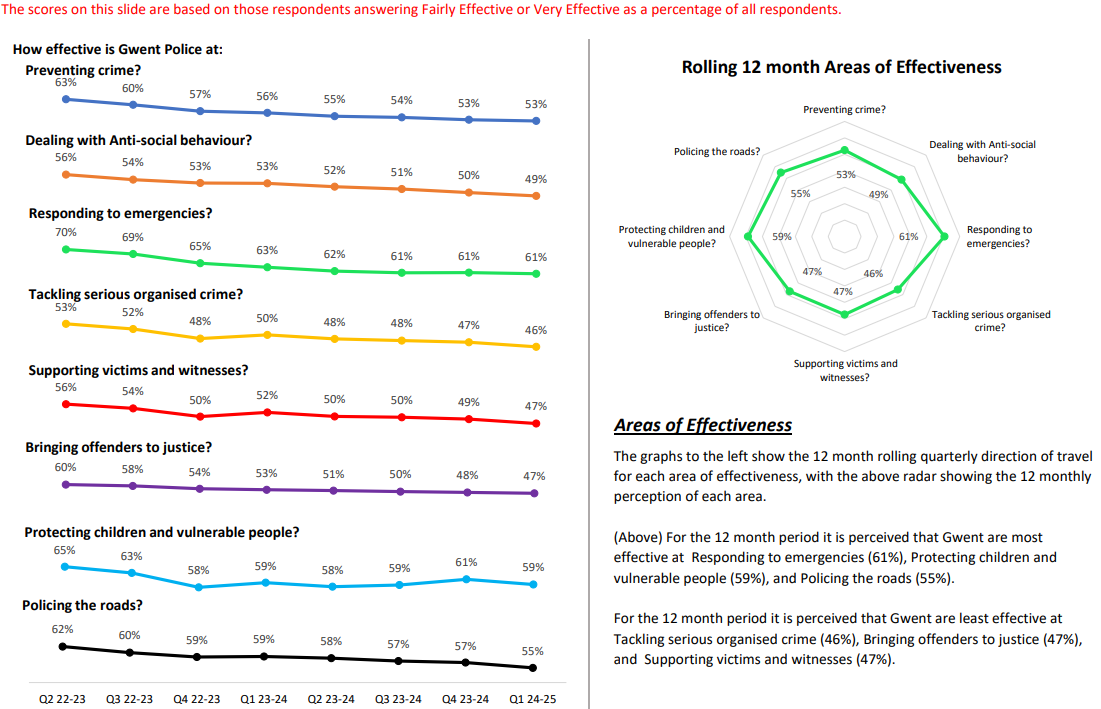 The scores on this slide are based on those respondents answering Fairly Effective or Very Effective as a percentage of all respondents.
How effective is Gwent Police at:
Preventing crime?
63% 60% 57% 56% 55% 54% 53% 53%
Dealing with Anti-social behaviour?
56% 54% 53% 53% 52% 51% 50% 49%
Responding to emergencies?
70% 69% 65% 63% 62% 61% 61% 61%
Tackling serious organised crime?
53% 52% 48% 50% 48% 48% 47% 46%
Supporting victims and witnesses?
56% 54% 50% 52% 50% 50% 49% 47%
Bringing offenders to justice?
60% 58% 54% 53% 51% 50% 48% 47%
Protecting children and vulnerable people?
65% 63% 58% 59% 58% 59% 61% 59%
Policing the roads?
62% 60% 59% 59% 58% 57% 57% 55%
Q2 22-23 Q3 22-23 Q4 22-23 Q1 23-24 Q2 23-24 Q3 23-24 Q4 23-24 Q1 24-25
Rolling 12 month Areas of Effectiveness
Preventing crime?
Dealing with Anti-social
behaviour?
Responding to
emergencies?
Tackling serious organised
crime?
Supporting victims and
witnesses?
Bringing offenders to
justice?
Protecting children and
vulnerable people?
Policing the roads?
53%
49%
61%
46%
47%
47%
59%
55%
Areas of Effectiveness
The graphs to the left show the 12 month rolling quarterly direction of travel
for each area of effectiveness, with the above radar showing the 12 monthly
perception of each area.
(Above) For the 12 month period it is perceived that Gwent are most
effective at Responding to emergencies (61%), Protecting children and
vulnerable people (59%), and Policing the roads (55%).
For the 12 month period it is perceived that Gwent are least effective at
Tackling serious organised crime (46%), Bringing offenders to justice (47%),
and Supporting victims and witnesses (47%).